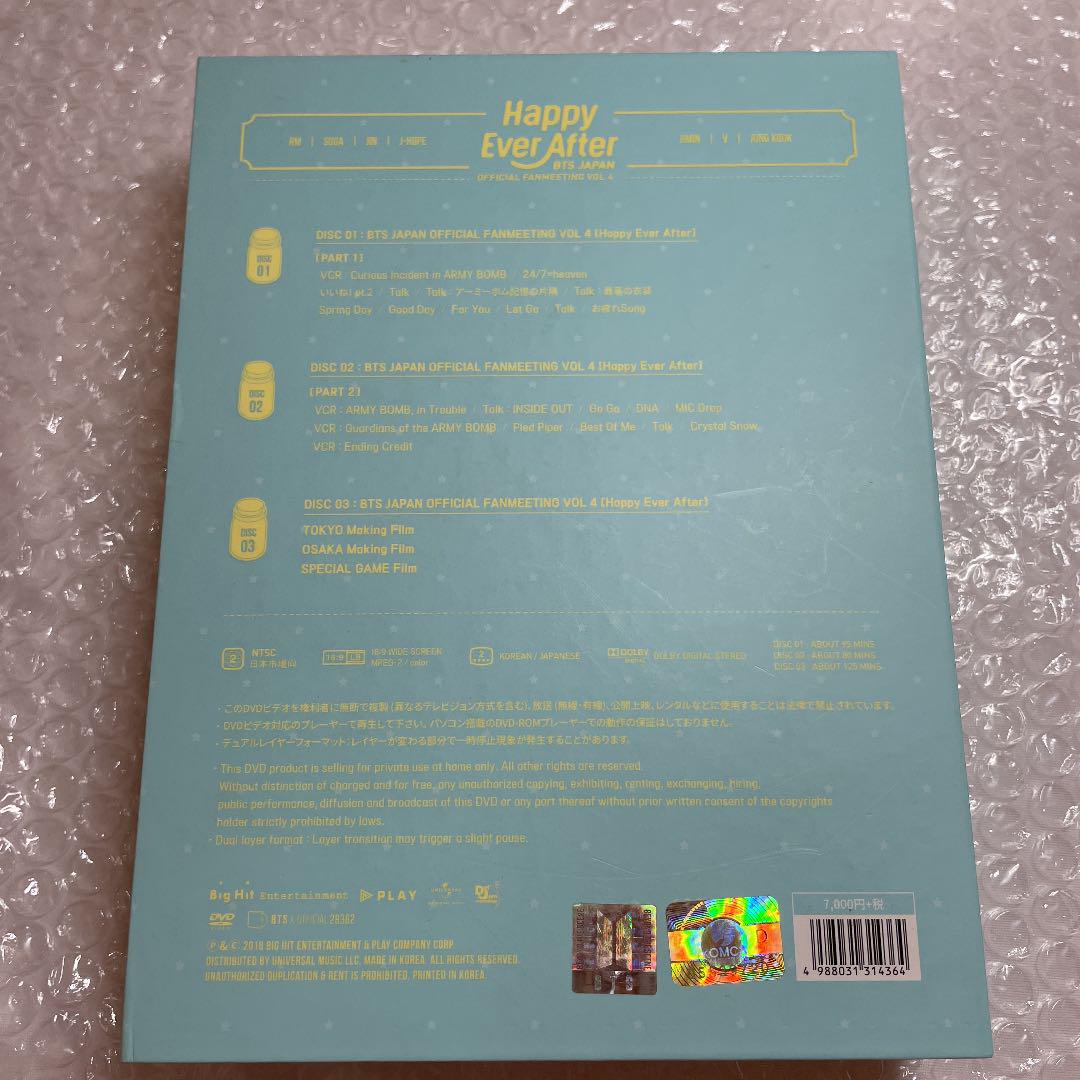 Happy
Ever After
BTS JAPAN
OFFICIAL FANMEETING VOL 4
RM | SUGA | JIN | J-HOPE
JIMIN | V | JUNG KOOK
DISC 01
DISC 01 : BTS JAPAN OFFICIAL FANMEETING VOL 4 [Happy Ever After]
[PART 1]
VCR : Curious Incident in ARMY BOMB / 24/7=heaven
いいね! pt.2 / Talk / Talk : アーミーボム記憶の片隅 / Talk : 最高の衣装
Spring Day / Good Day / For You / Let Go / Talk / お疲れSong
DISC 02
DISC 02 : BTS JAPAN OFFICIAL FANMEETING VOL 4 [Happy Ever After]
[PART 2]
VCR : ARMY BOMB, in Trouble / Talk : INSIDE OUT / Go Go / DNA / MIC Drop
VCR : Guardians of the ARMY BOMB / Pied Piper / Best Of Me / Talk / Crystal Snow
VCR : Ending Credit
DISC 03
DISC 03 : BTS JAPAN OFFICIAL FANMEETING VOL 4 [Happy Ever After]
TOKYO Making Film
OSAKA Making Film
SPECIAL GAME Film
2 NTSC
日本市場向
16:9 LB
16:9 WIDE SCREEN
MPEG-2 / color
2
KOREAN / JAPANESE
DOLBY DIGITAL
DOLBY DIGITAL STEREO
DISC 01 : ABOUT 95 MINS
DISC 02 : ABOUT 80 MINS
DISC 03 : ABOUT 125 MINS
・このDVDビデオを権利者に無断で複製 (異なるテレビジョン方式を含む)、放送 (無線・有線)、公開上映、レンタルなどに使用することは法律で禁止されています。
・DVDビデオ対応のプレーヤーで再生して下さい。パソコン搭載のDVD-ROMプレーヤーでの動作の保証はしておりません。
・デュアルレイヤーフォーマット：レイヤーが変わる部分で一時停止現象が発生することがあります。
・This DVD product is selling for private use at home only. All other rights are reserved.
Without distinction of charged and for free, any unauthorized copying, exhibiting, renting, exchanging, hiring,
public performance, diffusion and broadcast of this DVD or any part thereof without prior written consent of the copyrights
holder strictly prohibited by laws.
・Dual layer format : Layer transition may trigger a slight pause.
Big Hit Entertainment PLAY UNIVERSAL Def Jam
DVD VIDEO BTS X OFFICIAL 28362
Ⓟ & © 2018 BIG HIT ENTERTAINMENT & PLAY COMPANY CORP.
DISTRIBUTED BY UNIVERSAL MUSIC LLC. MADE IN KOREA. ALL RIGHTS RESERVED.
UNAUTHORIZED DUPLICATION & RENT IS PROHIBITED. PRINTED IN KOREA.
BTS
KOMCA
7,000円+税
4 988031 314364